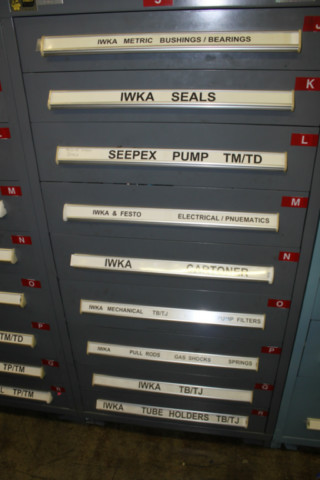 J
IWKA METRIC BUSHINGS / BEARINGS
K
IWKA SEALS
L
SEEPEX PUMP TM/TD
M
M
IWKA & FESTO ELECTRICAL / PNUEMATICS
N
N
IWKA CARTONER
O
O
IWKA MECHANICAL TB/TJ PUMP FILTERS
P
P
TM/TD
IWKA PULL RODS GAS SHOCKS SPRINGS
TP/TM
IWKA TB/TJ
TP/TM
IWKA TUBE HOLDERS TB/TJ